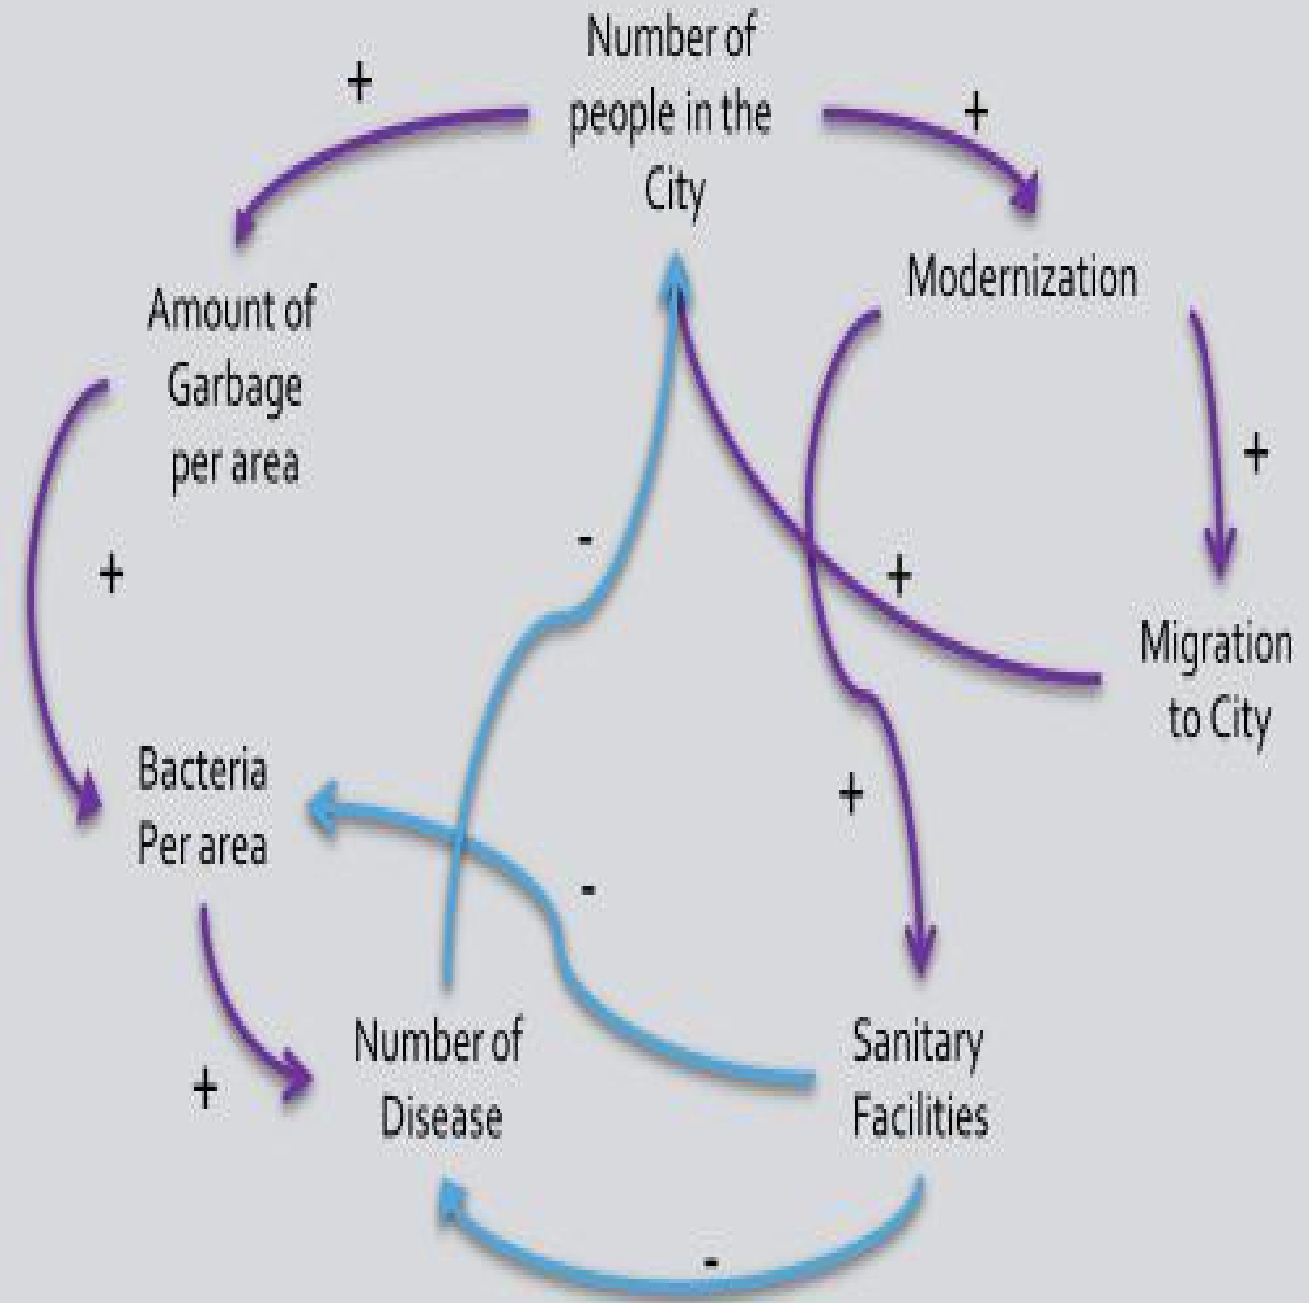 Number of
people in the
City
+
+
Modernization
Amount of
Garbage
per area
+
-
+
+
Migration
to City
Bacteria
Per area
+
-
Number of
Disease
+
Sanitary
Facilities
-